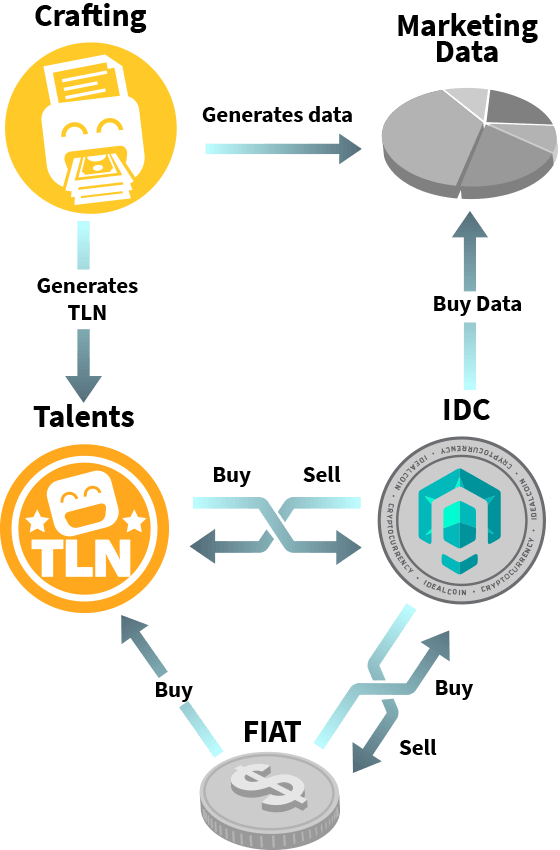 Crafting
Marketing
Data
Generates data
Generates
TLN
Buy Data
Talents
IDC
TLN
Buy
Sell
IDEALCOIN • CRYPTOCURRENCY • IDEALCOIN • CRYPTOCURRENCY • IDEALCOIN • CRYPTOCURRENCY •
Buy
Buy
Sell
FIAT
$